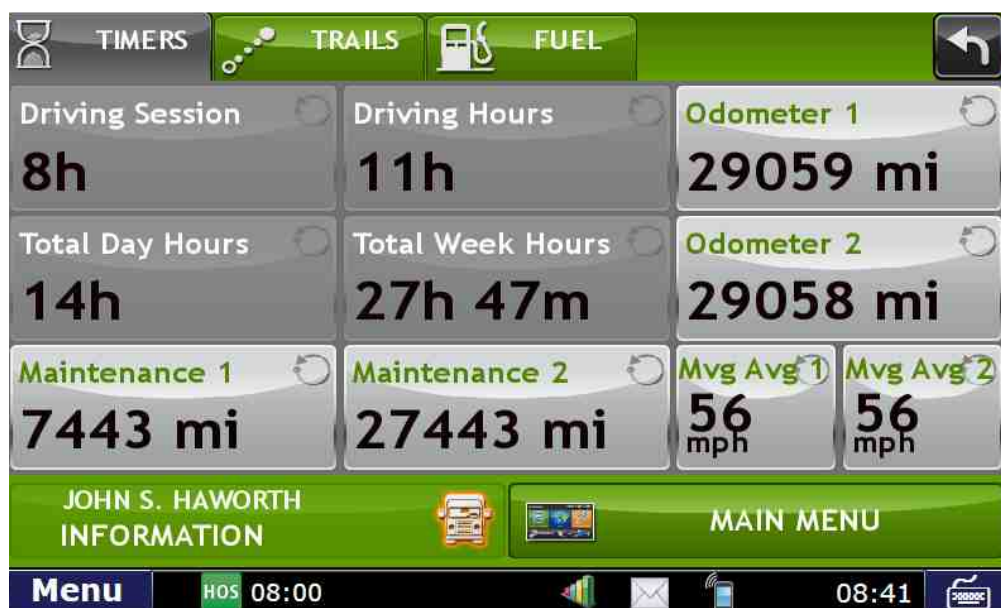 TIMERS
TRAILS
FUEL
Driving Session
8h
Driving Hours
11h
Odometer 1
29059 mi
Total Day Hours
14h
Total Week Hours
27h 47m
Odometer 2
29058 mi
Maintenance 1
7443 mi
Maintenance 2
27443 mi
Mvg Avg 1
56
mph
Mvg Avg 2
56
mph
JOHN S. HAWORTH
INFORMATION
MAIN MENU
Menu
HOS 08:00
08:41